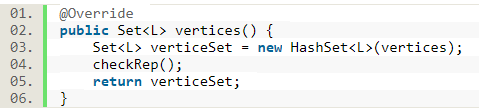 01. @Override
02. public Set<L> vertices() {
03. Set<L> verticeSet = new HashSet<L>(vertices);
04. checkRep();
05. return verticeSet;
06. }